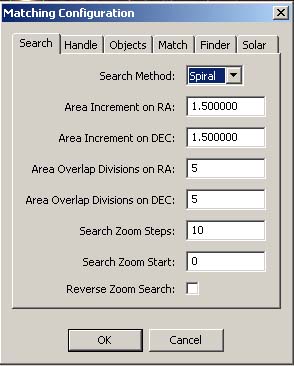 Matching Configuration
Search Handle Objects Match Finder Solar
Search Method: Spiral
Area Increment on RA: 1.500000
Area Increment on DEC: 1.500000
Area Overlap Divisions on RA: 5
Area Overlap Divisions on DEC: 5
Search Zoom Steps: 10
Search Zoom Start: 0
Reverse Zoom Search:
OK Cancel